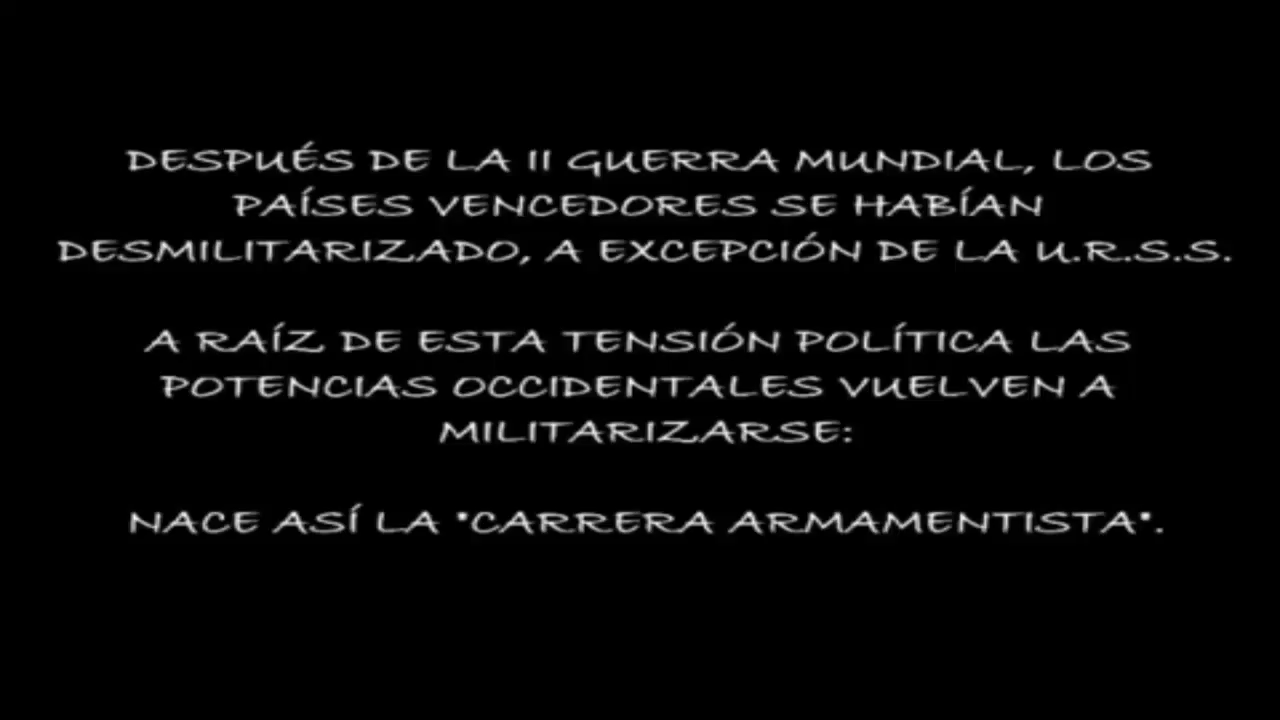 DESPUÉS DE LA II GUERRA MUNDIAL, LOS
PAÍSES VENCEDORES SE HABÍAN
DESMILITARIZADO, A EXCEPCIÓN DE LA U.R.S.S.
A RAÍZ DE ESTA TENSIÓN POLÍTICA LAS
POTENCIAS OCCIDENTALES VUELVEN A
MILITARIZARSE:
NACE ASÍ LA "CARRERA ARMAMENTISTA".